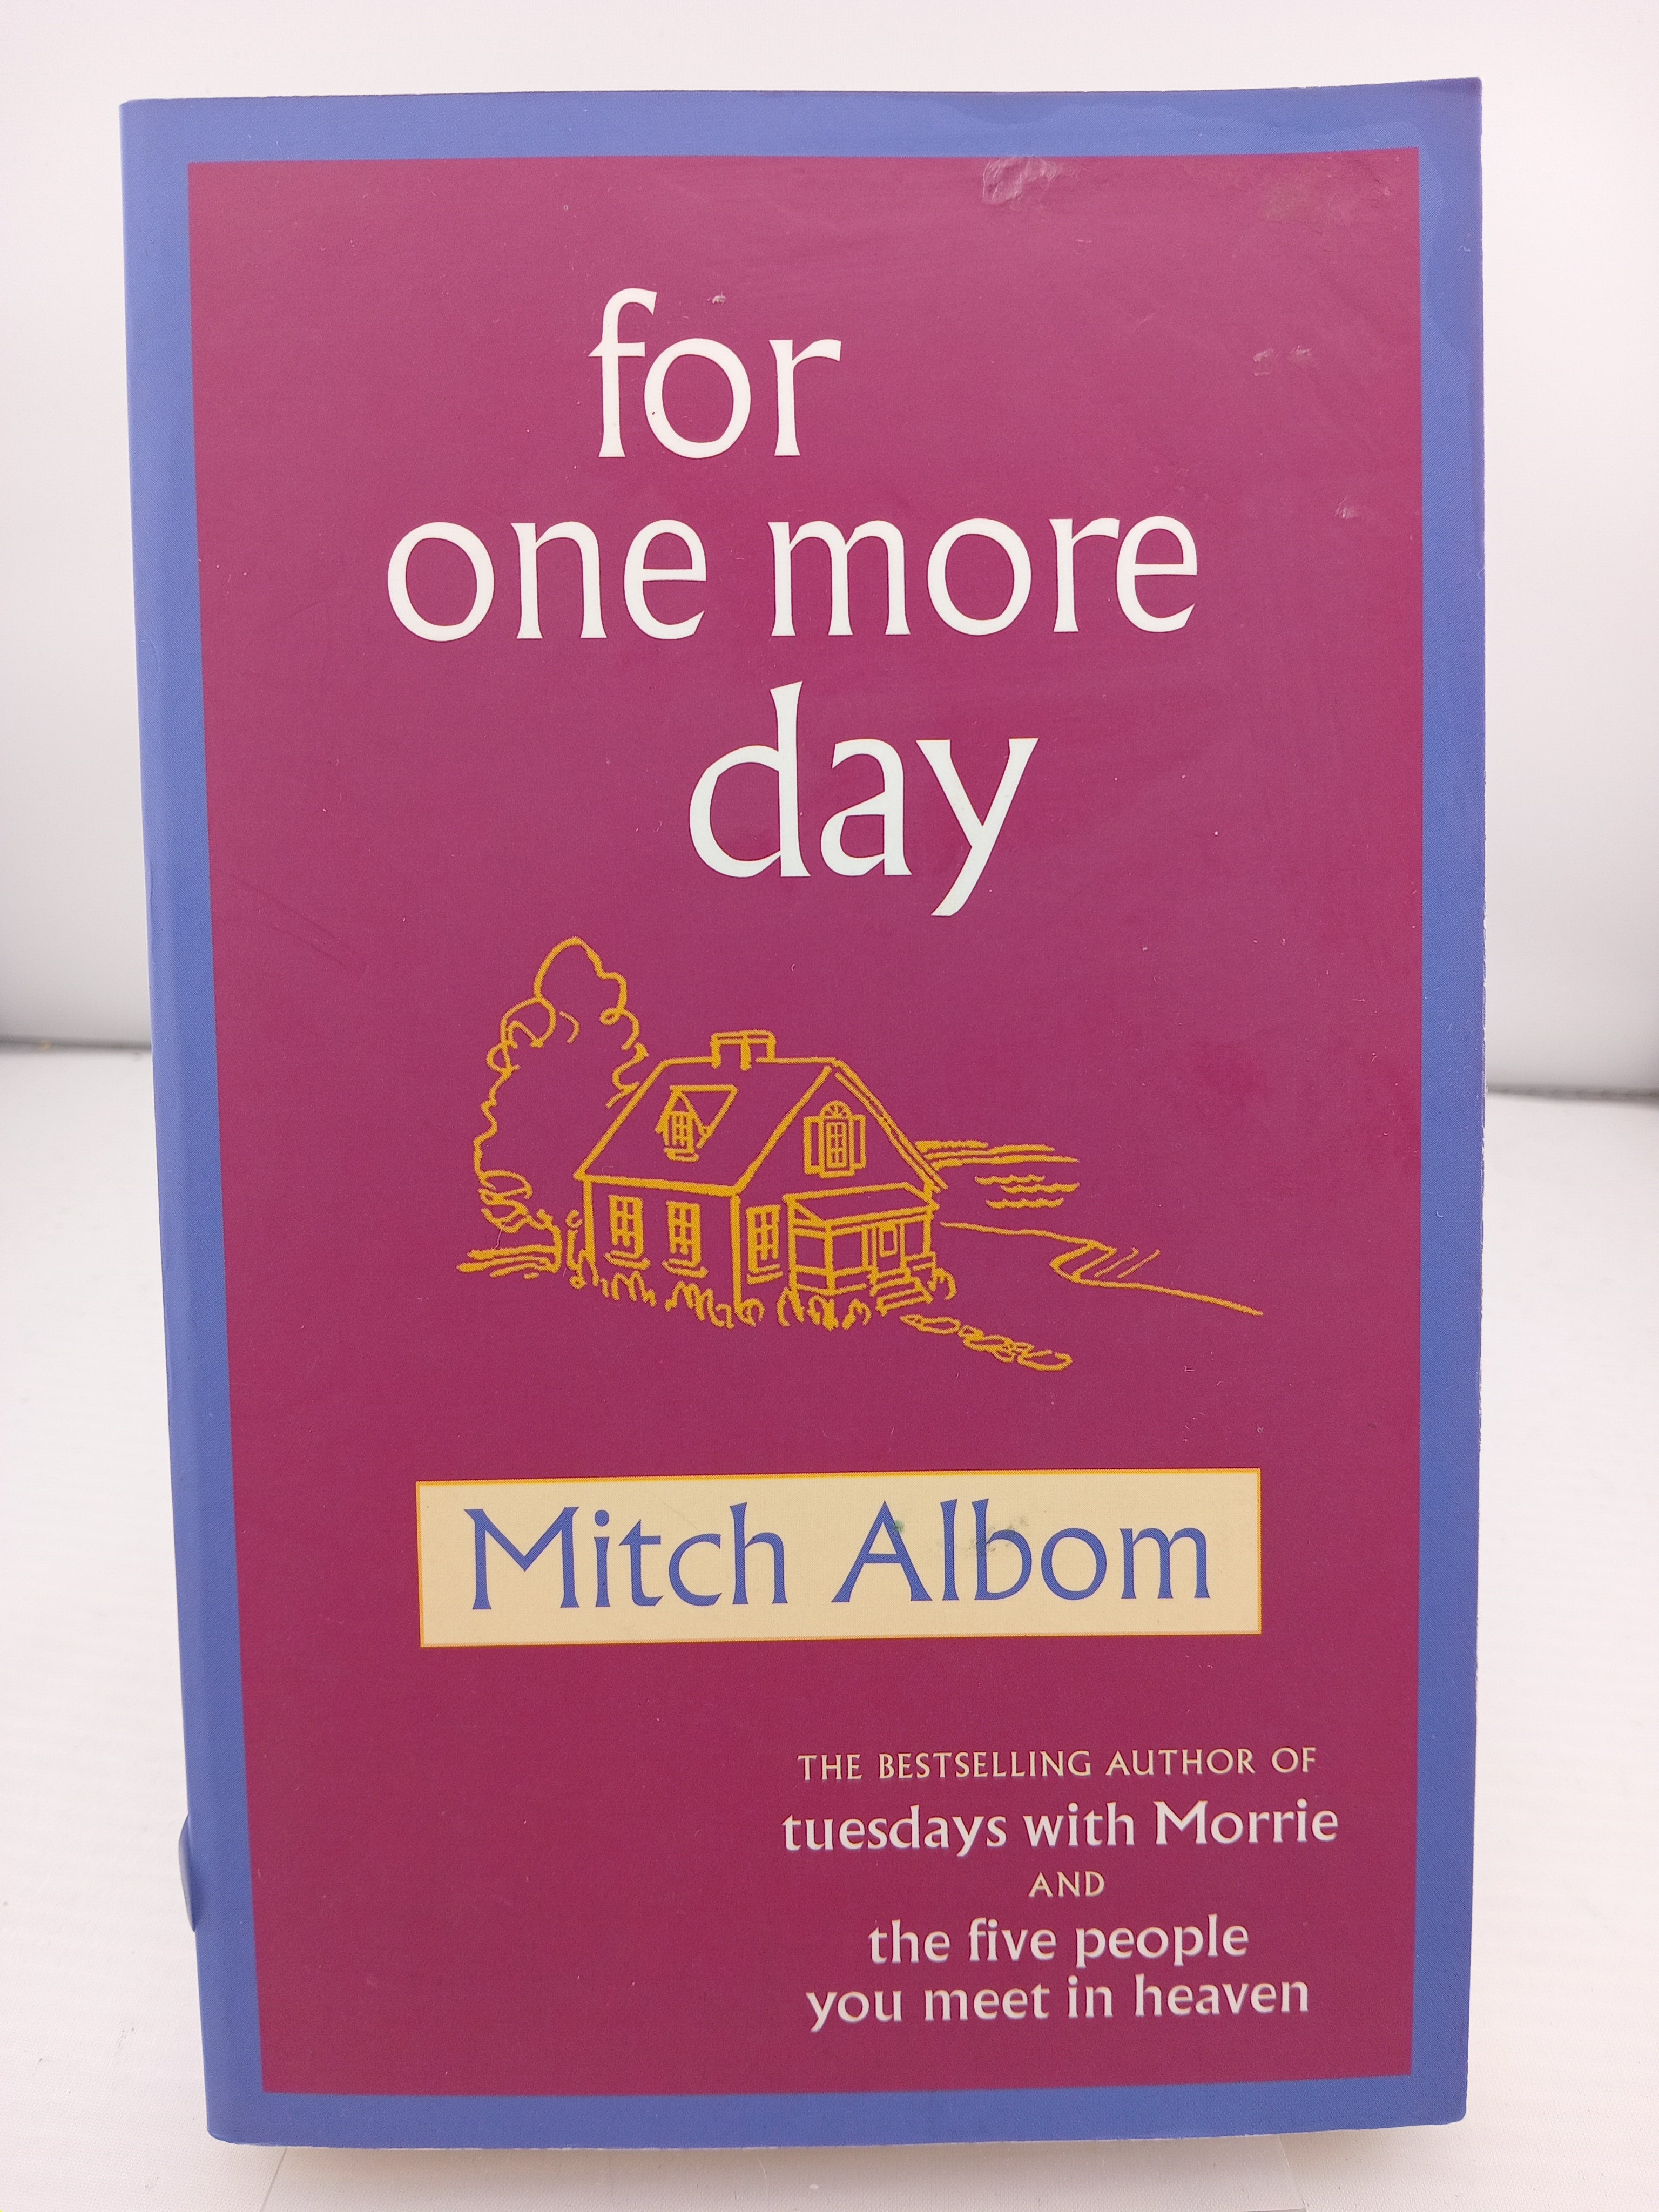 for
one more
day
Mitch Albom
THE BESTSELLING AUTHOR OF
tuesdays with Morrie
AND
the five people
you meet in heaven